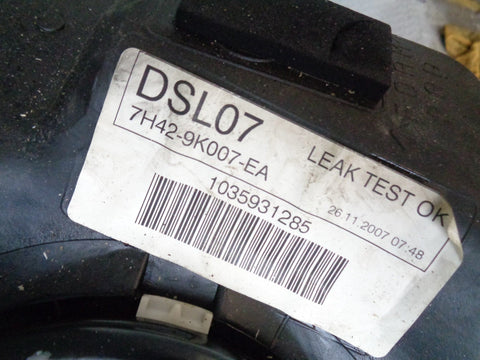 DSL07
7H42-9K007-EA
LEAK TEST OK
1035931285
26.11.2007 07:48